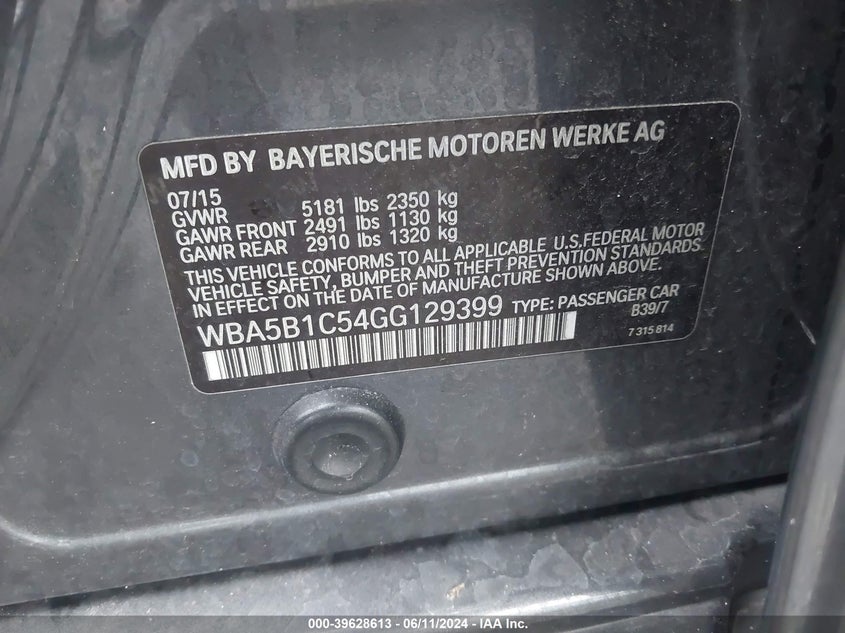 MFD BY BAYERISCHE MOTOREN WERKE AG
07/15
GVWR 5181 lbs 2350 kg
GAWR FRONT 2491 lbs 1130 kg
GAWR REAR 2910 lbs 1320 kg
THIS VEHICLE CONFORMS TO ALL APPLICABLE U.S.FEDERAL MOTOR
VEHICLE SAFETY, BUMPER AND THEFT PREVENTION STANDARDS
IN EFFECT ON THE DATE OF MANUFACTURE SHOWN ABOVE.
WBA5B1C54GG129399 TYPE: PASSENGER CAR
B39/7
7 315 814
000-39628613 - 06/11/2024 - IAA Inc.